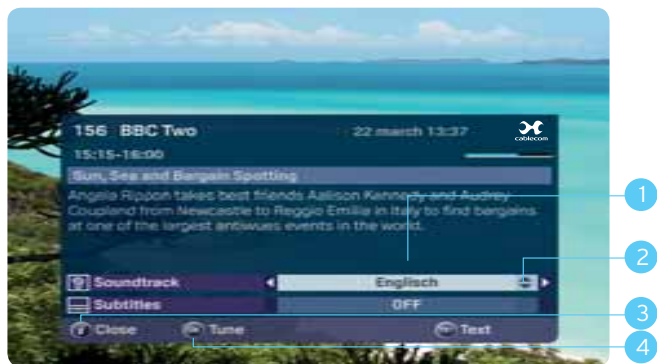 156 BBC Two
22 march 13:37
cablecom
15:15-16:00
Sun, Sea and Bargain Spotting
Angela Rippon takes best friends Aalison Kennedy and Audrey
Coupland from Newcastle to Reggio Emilia in Italy to find bargains
at one of the largest antiwues events in the world.
1
2
Soundtrack
Englisch
Subtitles
OFF
3
Close
Tune
Text
4